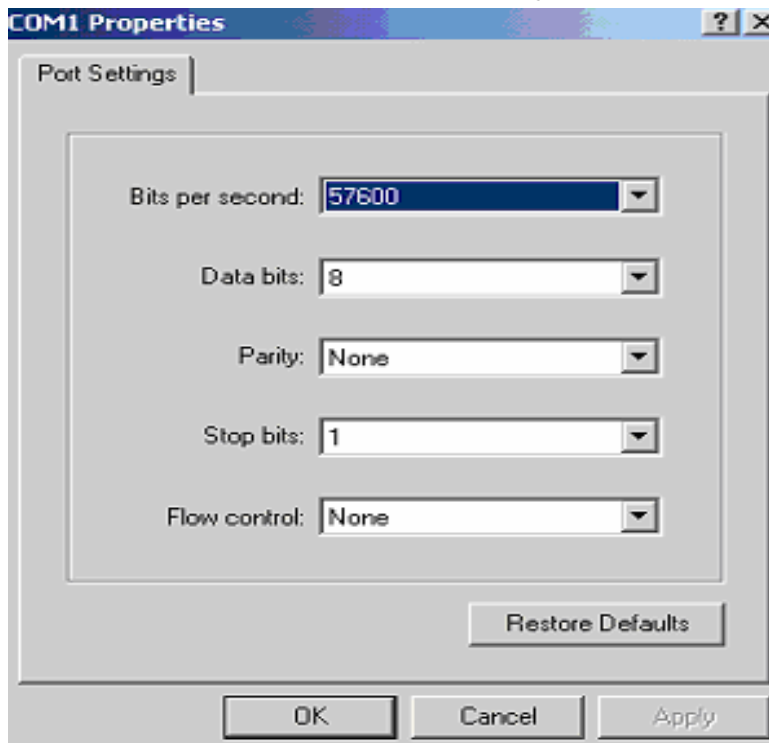 COM1 Properties
Port Settings
Bits per second: 57600
Data bits: 8
Parity: None
Stop bits: 1
Flow control: None
Restore Defaults
OK Cancel Apply